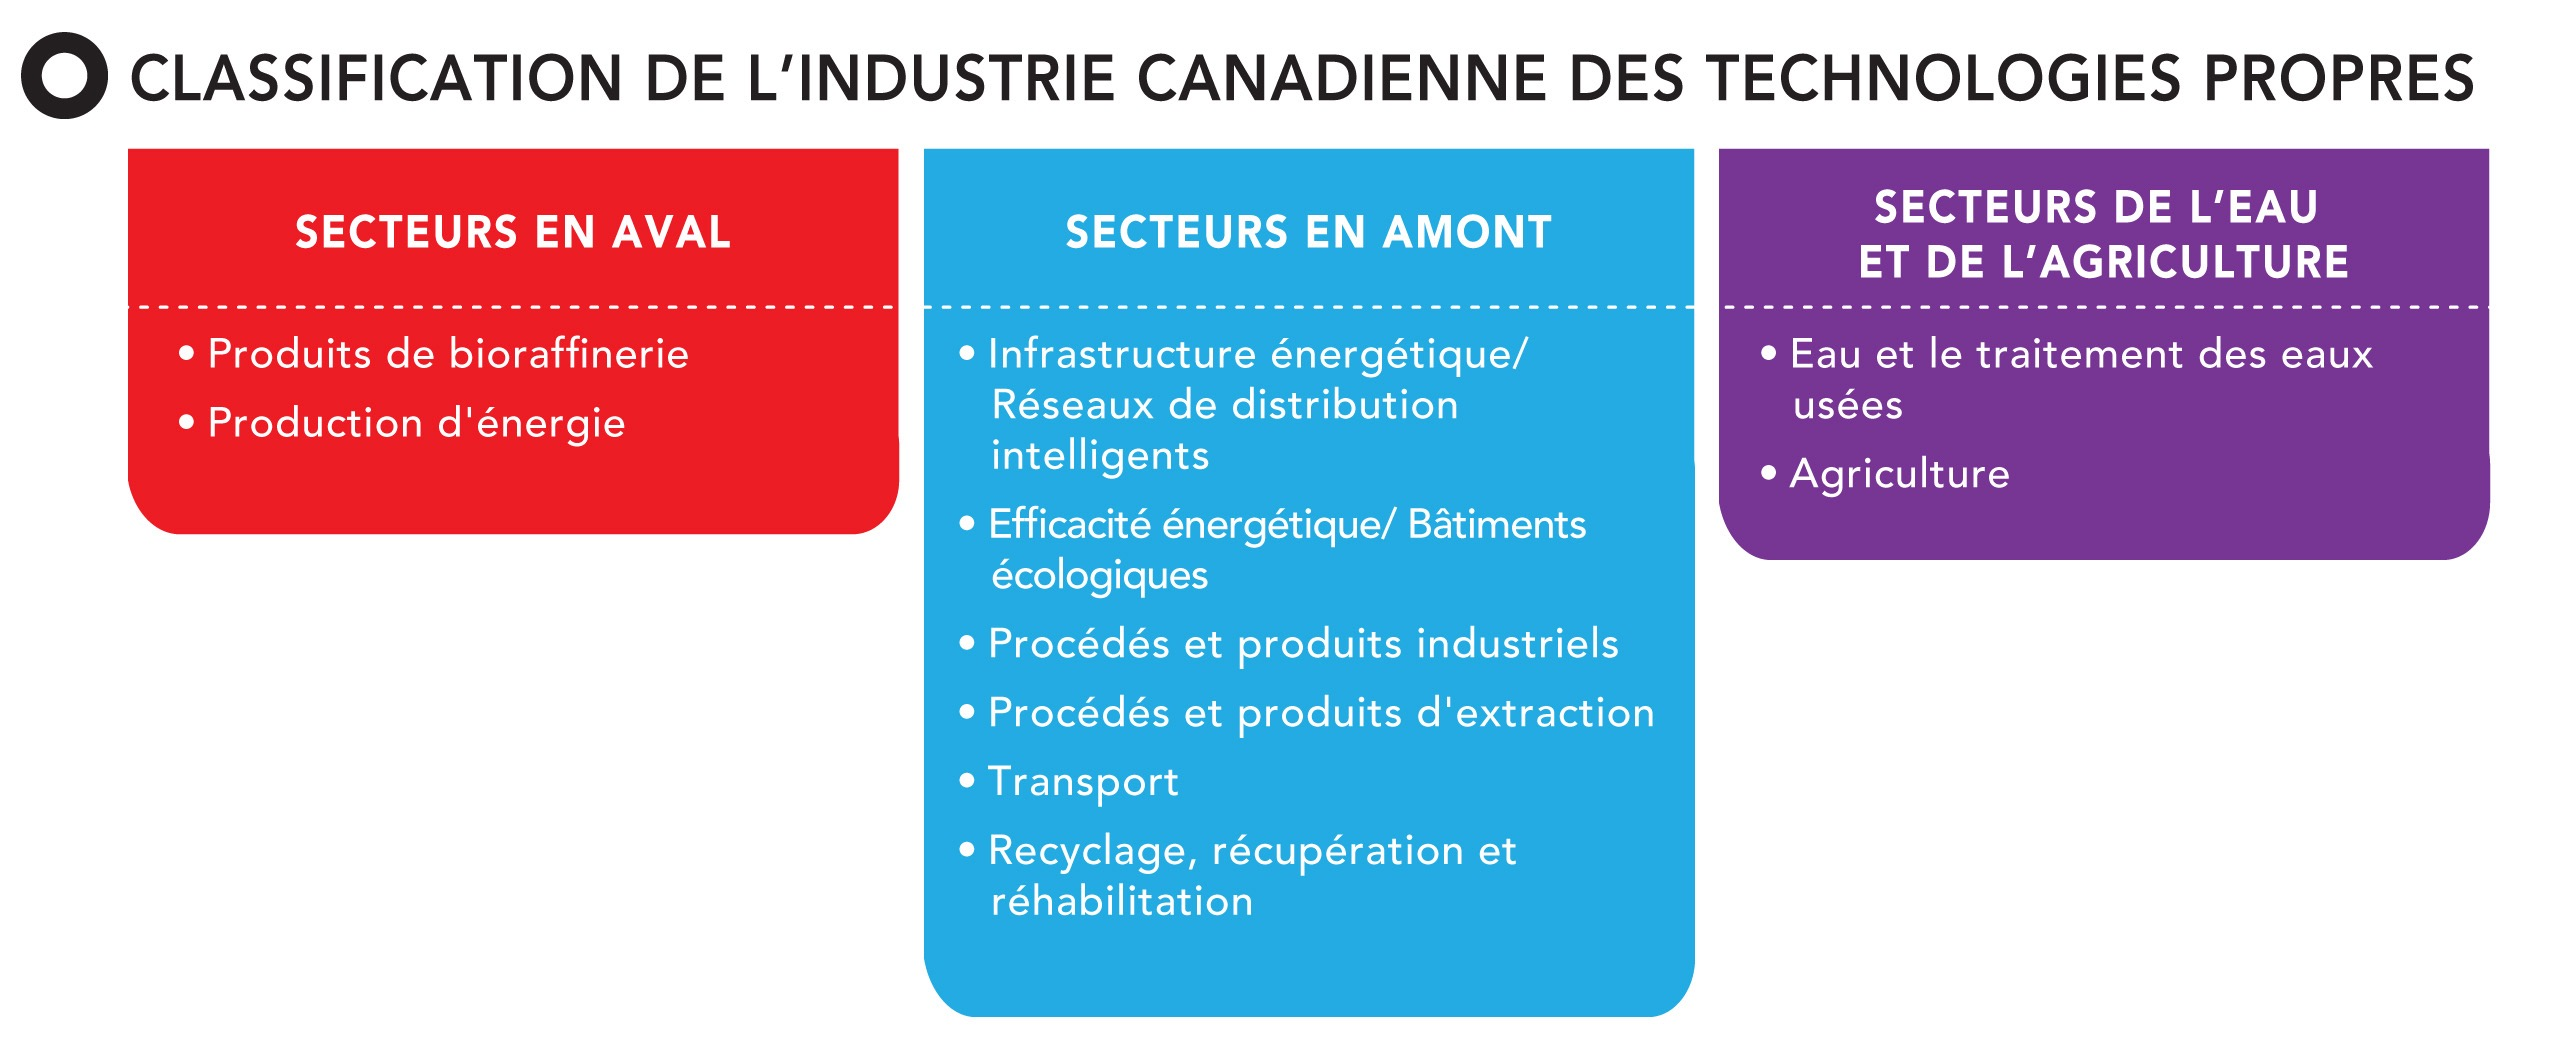 CLASSIFICATION DE L’INDUSTRIE CANADIENNE DES TECHNOLOGIES PROPRES
SECTEURS EN AVAL
• Produits de bioraffinerie
• Production d'énergie
SECTEURS EN AMONT
• Infrastructure énergétique/
Réseaux de distribution
intelligents
• Efficacité énergétique/ Bâtiments
écologiques
• Procédés et produits industriels
• Procédés et produits d'extraction
• Transport
• Recyclage, récupération et
réhabilitation
SECTEURS DE L’EAU
ET DE L’AGRICULTURE
• Eau et le traitement des eaux
usées
• Agriculture